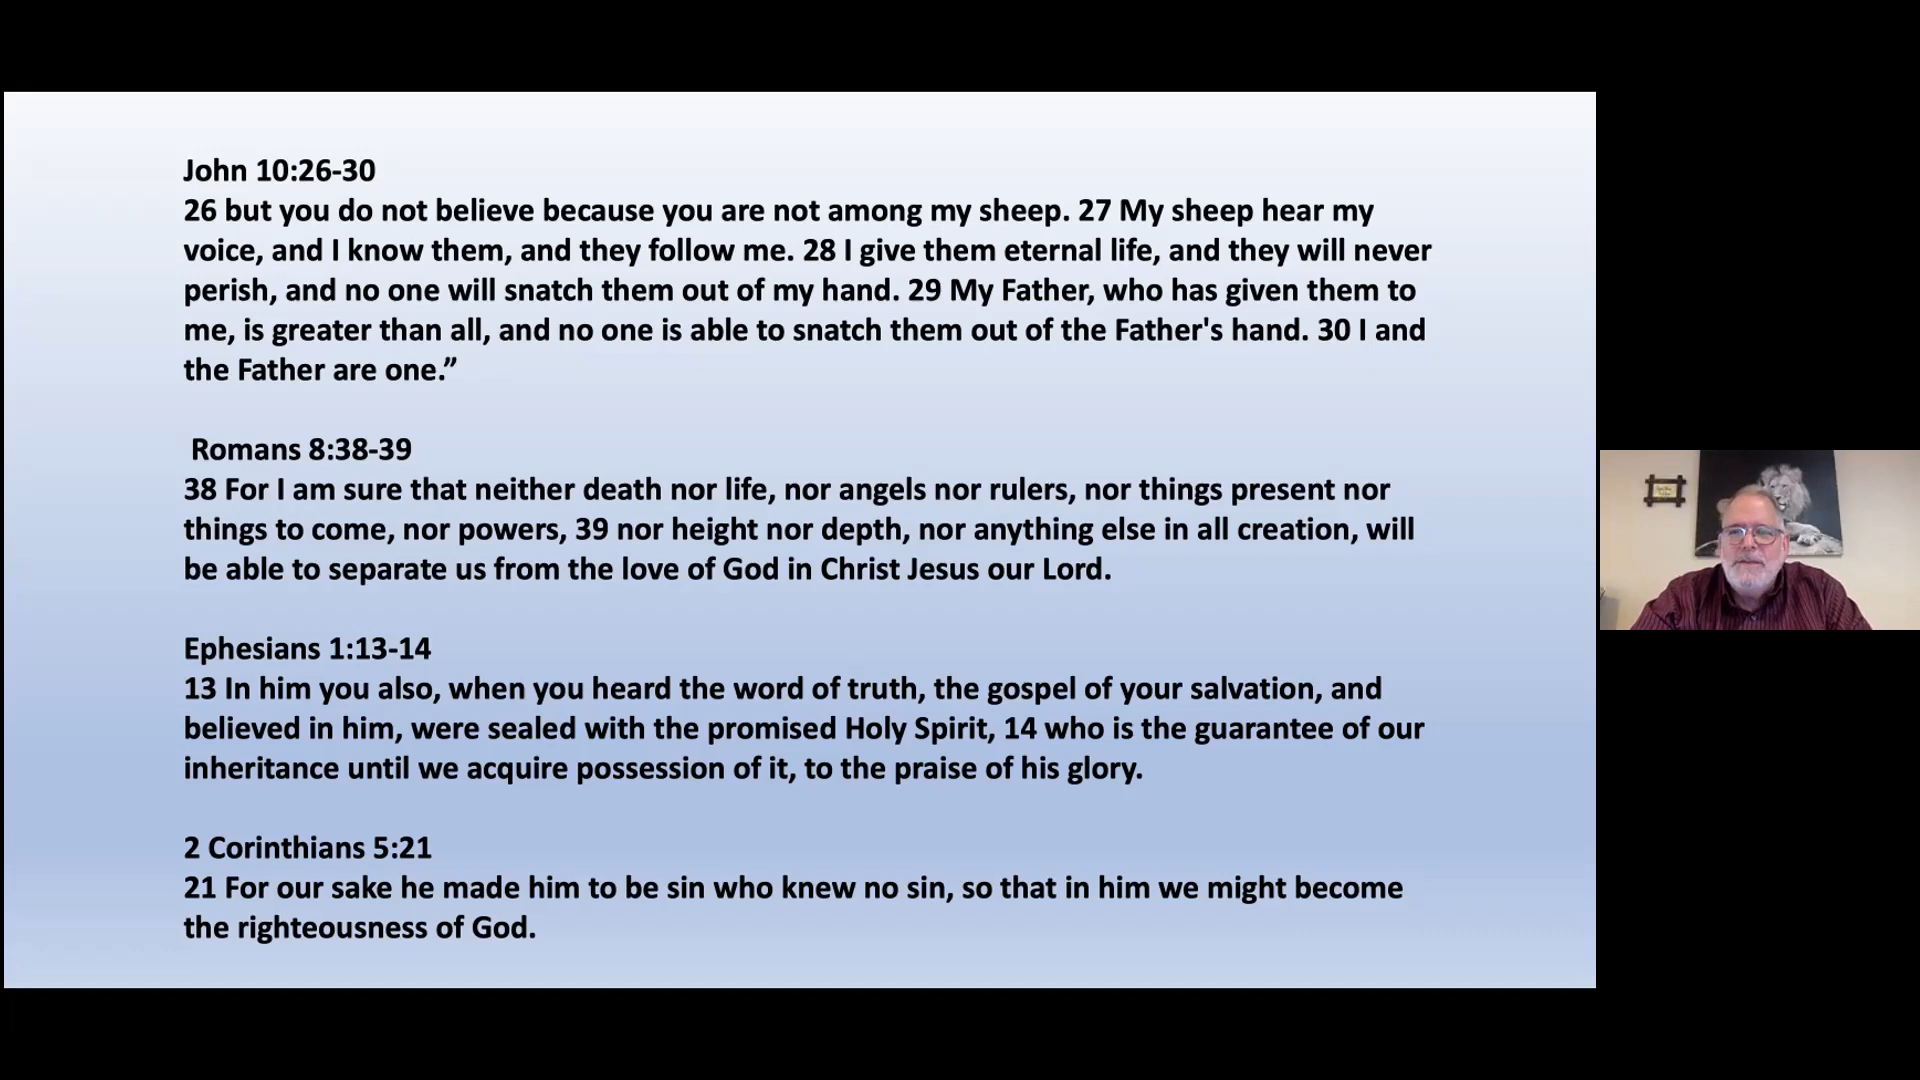 John 10:26-30
26 but you do not believe because you are not among my sheep. 27 My sheep hear my
voice, and I know them, and they follow me. 28 I give them eternal life, and they will never
perish, and no one will snatch them out of my hand. 29 My Father, who has given them to
me, is greater than all, and no one is able to snatch them out of the Father's hand. 30 I and
the Father are one.”
Romans 8:38-39
38 For I am sure that neither death nor life, nor angels nor rulers, nor things present nor
things to come, nor powers, 39 nor height nor depth, nor anything else in all creation, will
be able to separate us from the love of God in Christ Jesus our Lord.
Ephesians 1:13-14
13 In him you also, when you heard the word of truth, the gospel of your salvation, and
believed in him, were sealed with the promised Holy Spirit, 14 who is the guarantee of our
inheritance until we acquire possession of it, to the praise of his glory.
2 Corinthians 5:21
21 For our sake he made him to be sin who knew no sin, so that in him we might become
the righteousness of God.